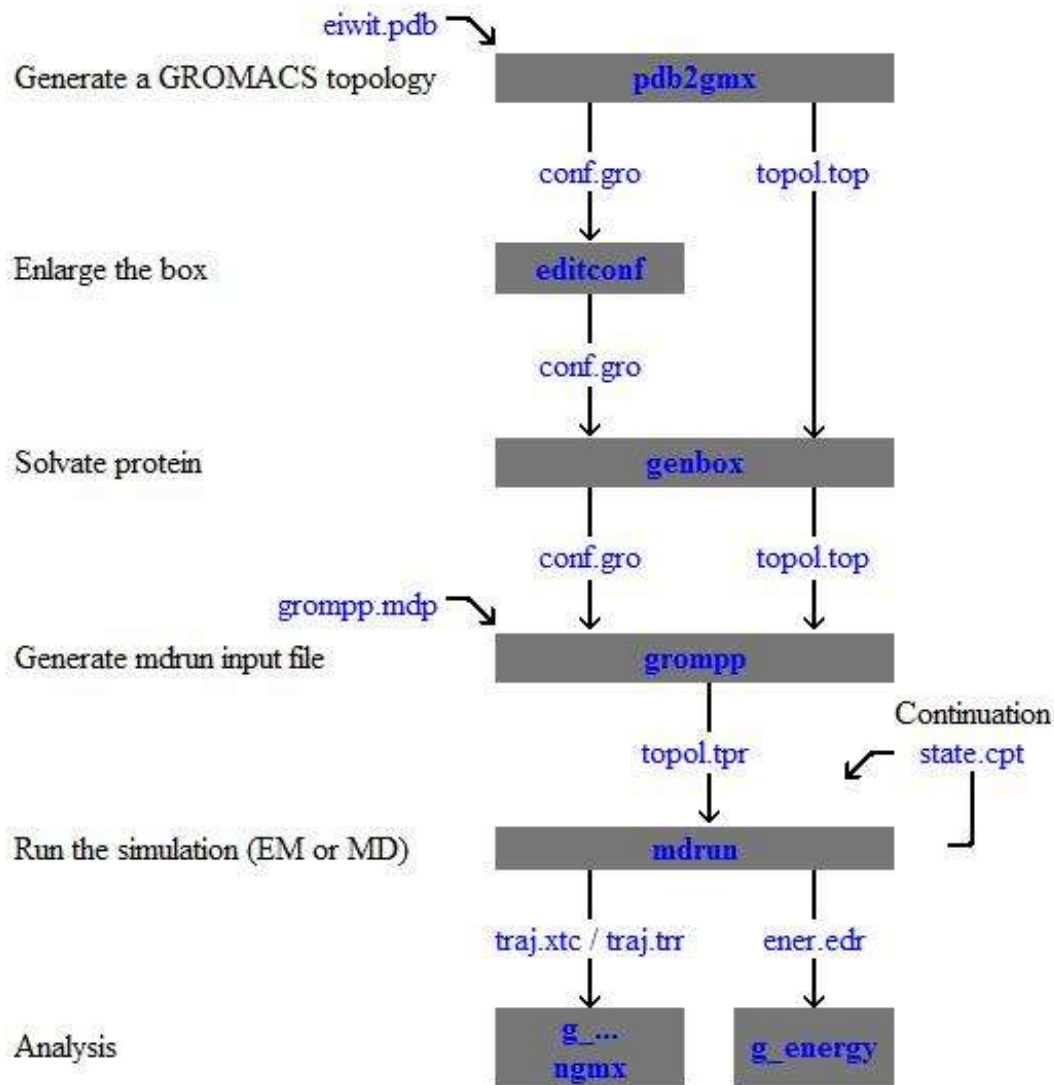 eiwit.pdb
Generate a GROMACS topology
pdb2gmx
conf.gro
topol.top
Enlarge the box
editconf
conf.gro
Solvate protein
genbox
conf.gro
topol.top
grompp.mdp
Generate mdrun input file
grompp
Continuation
topol.tpr
state.cpt
Run the simulation (EM or MD)
mdrun
traj.xtc / traj.trr
ener.edr
Analysis
g_...
ngmx
g_energy